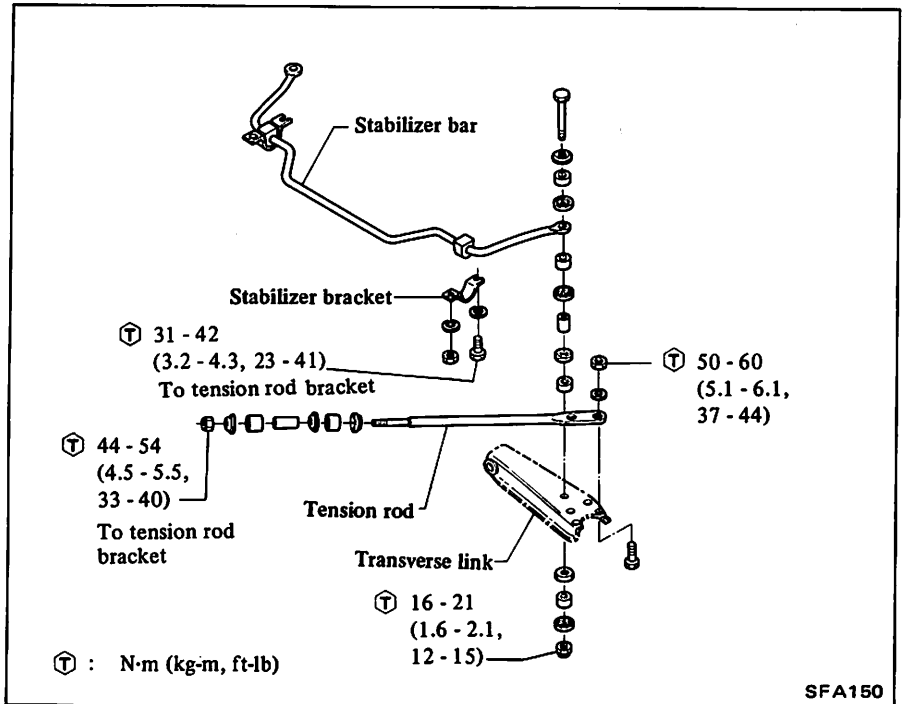 Stabilizer bar
Stabilizer bracket
Ⓣ 31 - 42
(3.2 - 4.3, 23 - 41)
To tension rod bracket
Ⓣ 50 - 60
(5.1 - 6.1,
37 - 44)
Ⓣ 44 - 54
(4.5 - 5.5,
33 - 40)
To tension rod
bracket
Tension rod
Transverse link
Ⓣ 16 - 21
(1.6 - 2.1,
12 - 15)
Ⓣ : N·m (kg-m, ft-lb)
SFA150